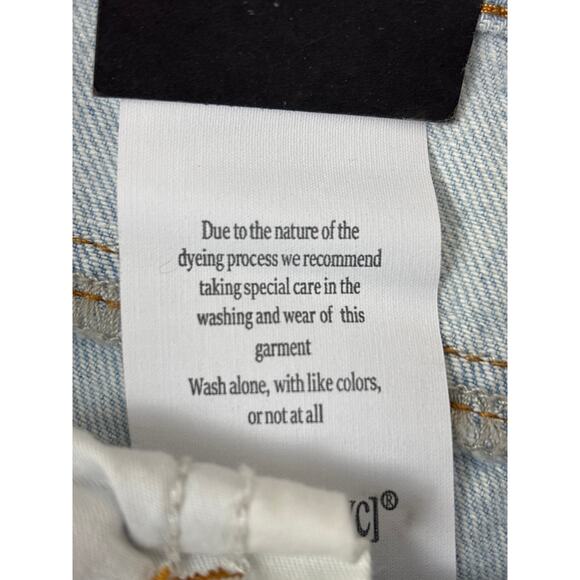 Due to the nature of the
dyeing process we recommend
taking special care in the
washing and wear of this
garment
Wash alone, with like colors,
or not at all
C]®